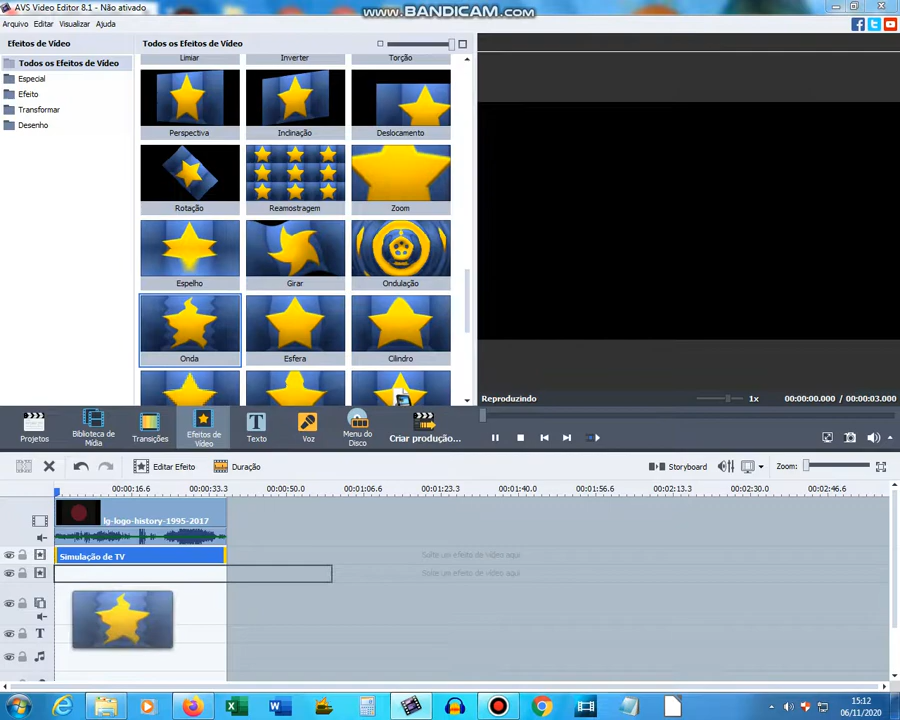 AVS Video Editor 8.1 - Não ativado
www.BANDICAM.com
Arquivo Editar Visualizar Ajuda
Efeitos de Vídeo
Todos os Efeitos de Vídeo
Todos os Efeitos de Vídeo
Especial
Efeito
Transformar
Desenho
Limiar Inverter Torção
Perspectiva Inclinação Deslocamento
Rotação Reamostragem Zoom
Espelho Girar Ondulação
Onda Esfera Cilindro
Reproduzindo 1x 00:00:00.000 / 00:00:03.000
Projetos
Biblioteca de Mídia
Transições
Efeitos de Vídeo
Texto
Voz
Menu do Disco
Criar produção...
Editar Efeito Duração Storyboard Zoom:
00:00:16.6 00:00:33.3 00:00:50.0 00:01:06.6 00:01:23.3 00:01:40.0 00:01:56.6 00:02:13.3 00:02:30.0 00:02:46.6
lg-logo-history-1995-2017
Simulação de TV
Solte um efeito de vídeo aqui
Solte um efeito de vídeo aqui
T
15:12
06/11/2020